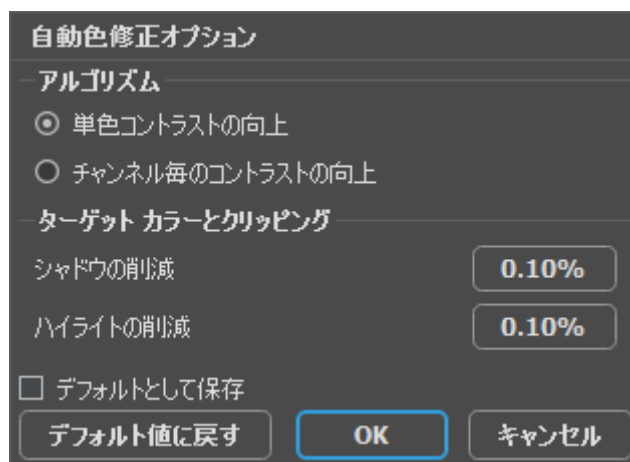 自動色修正オプション
アルゴリズム
単色コントラストの向上
チャンネル毎のコントラストの向上
ターゲット カラーとクリッピング
シャドウの削減 0.10%
ハイライトの削減 0.10%
デフォルトとして保存
デフォルト値に戻す OK キャンセル